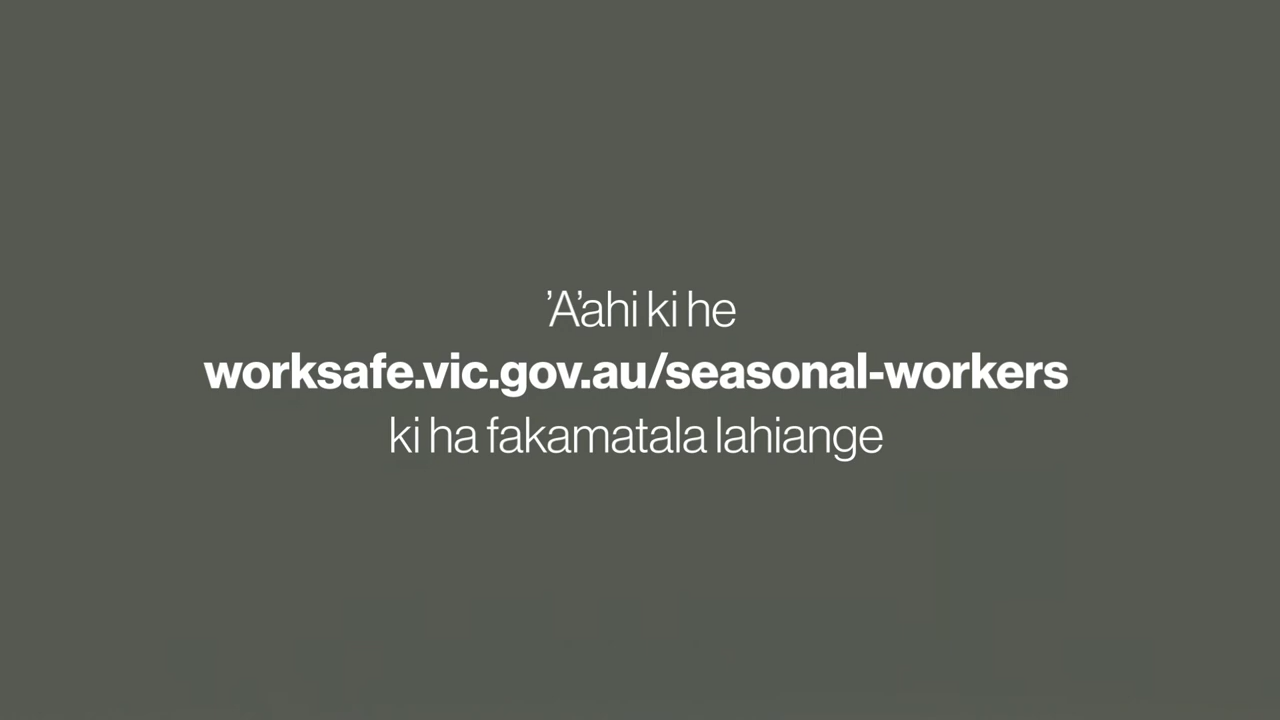 ’A’ahi ki he
worksafe.vic.gov.au/seasonal-workers
ki ha fakamatala lahiange